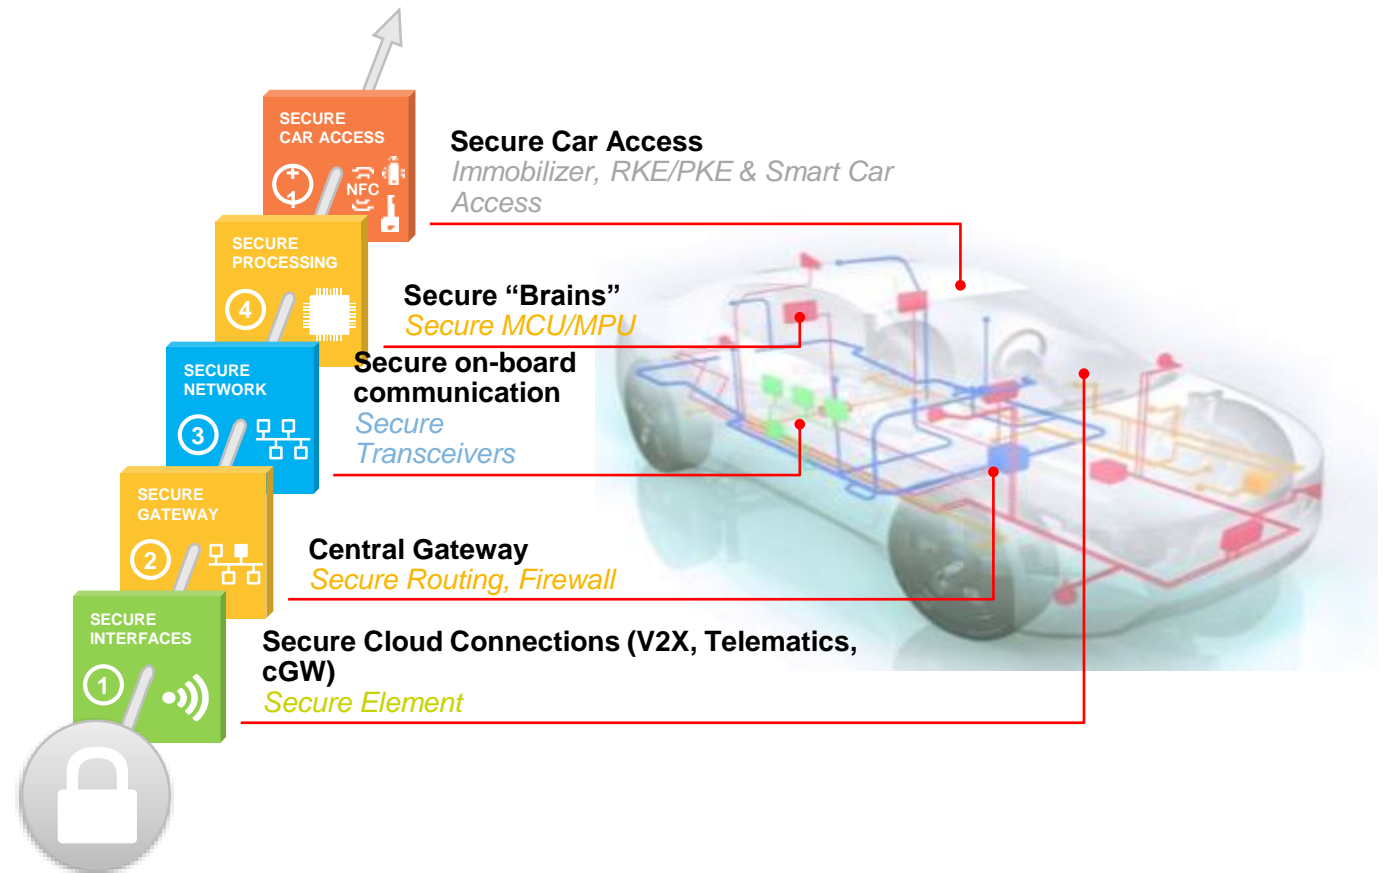 SECURE
CAR ACCESS
+
1
NFC
Secure Car Access
Immobilizer, RKE/PKE & Smart Car
Access
SECURE
PROCESSING
4
Secure “Brains”
Secure MCU/MPU
SECURE
NETWORK
3
Secure on-board
communication
Secure
Transceivers
SECURE
GATEWAY
2
Central Gateway
Secure Routing, Firewall
SECURE
INTERFACES
1
Secure Cloud Connections (V2X, Telematics,
cGW)
Secure Element